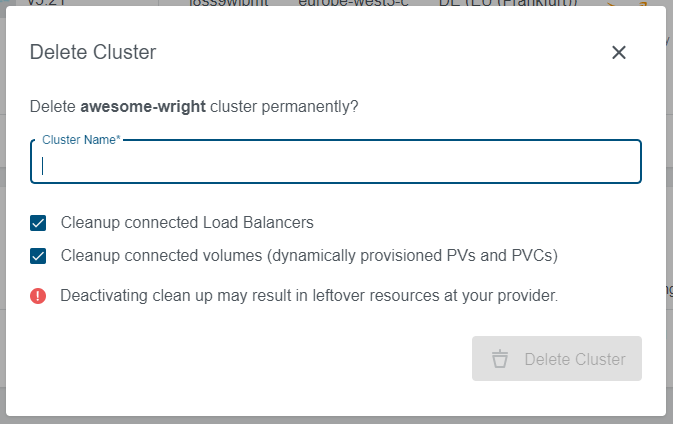 Delete Cluster
Delete awesome-wright cluster permanently?
Cluster Name*
Cleanup connected Load Balancers
Cleanup connected volumes (dynamically provisioned PVs and PVCs)
Deactivating clean up may result in leftover resources at your provider.
Delete Cluster